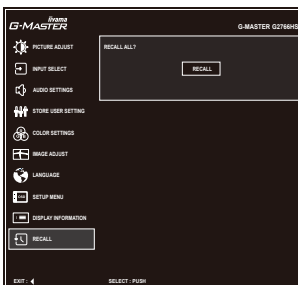 iiyama
G-MASTER
G-MASTER G2766HS
PICTURE ADJUST
RECALL ALL?
INPUT SELECT
RECALL
AUDIO SETTINGS
STORE USER SETTING
COLOR SETTINGS
IMAGE ADJUST
LANGUAGE
OSD
SETUP MENU
DISPLAY INFORMATION
RECALL
EXIT :
SELECT : PUSH